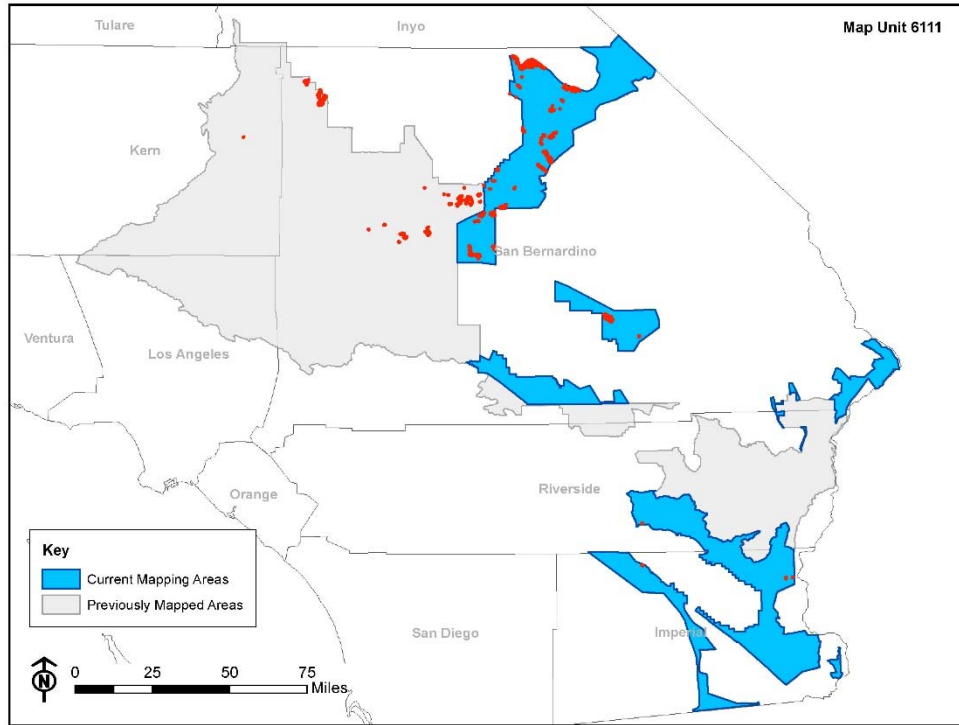 Tulare
Inyo
Map Unit 6111
Kern
San Bernardino
Ventura
Los Angeles
Orange
Riverside
Key
Current Mapping Areas
Previously Mapped Areas
San Diego
Imperial
N
0 25 50 75
Miles